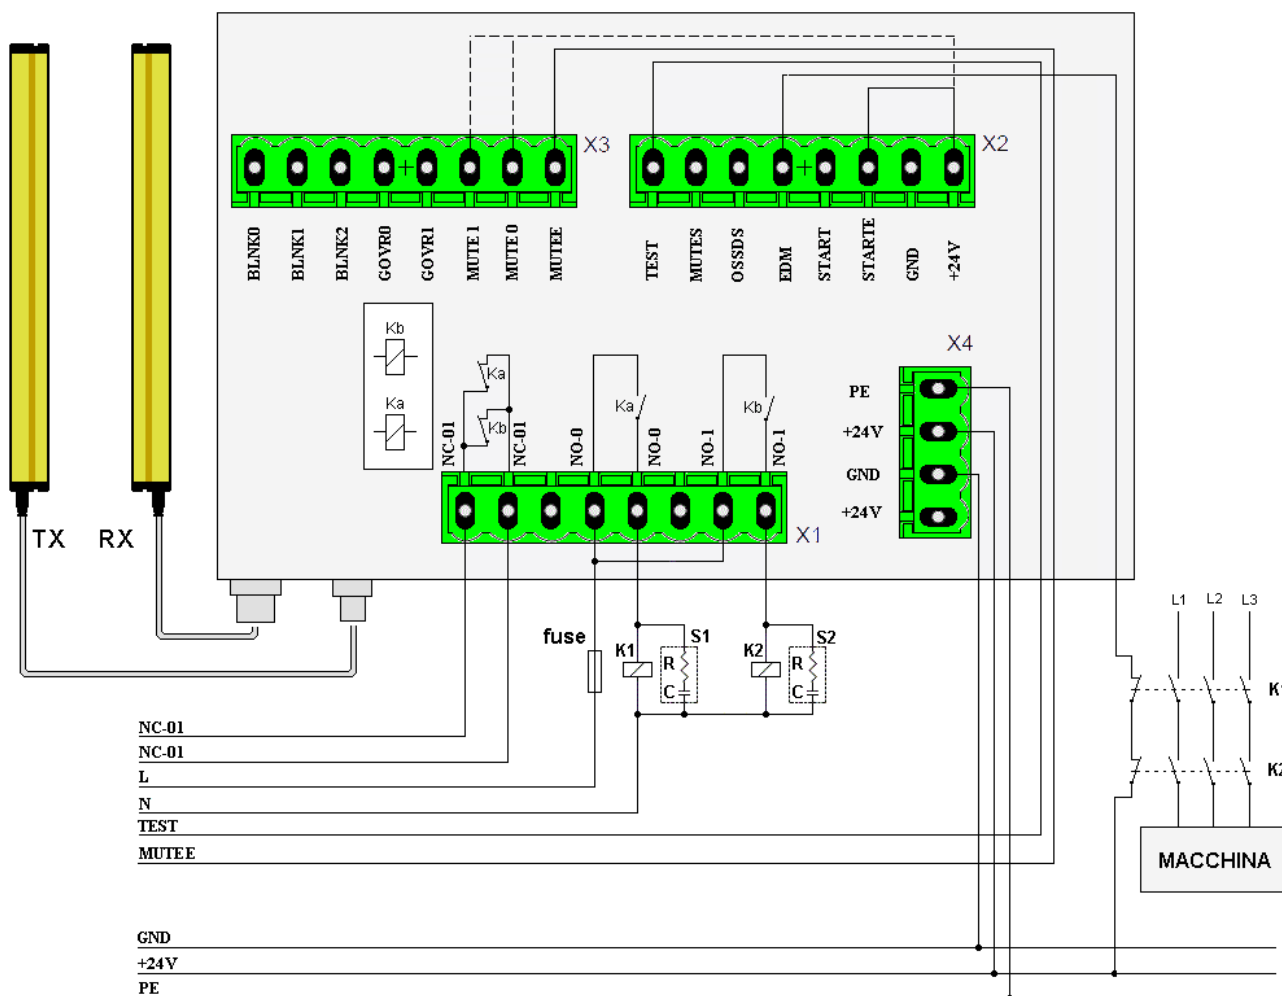 X3
X2
BLNK0
BLNK1
BLNK2
GOVR0
GOVR1
MUTE 1
MUTE 0
MUTEE
TEST
MUTES
OSSDS
EDM
START
STARTE
GND
+24V
Kb
Ka
Ka
Kb
Ka
Kb
NC-01
NC-01
NO-0
NO-0
NO-1
NO-1
X4
PE
+24V
GND
+24V
X1
TX
RX
fuse
K1
S1
R
C
K2
S2
R
C
L1
L2
L3
K1
K2
MACCHINA
NC-01
NC-01
L
N
TEST
MUTEE
GND
+24V
PE